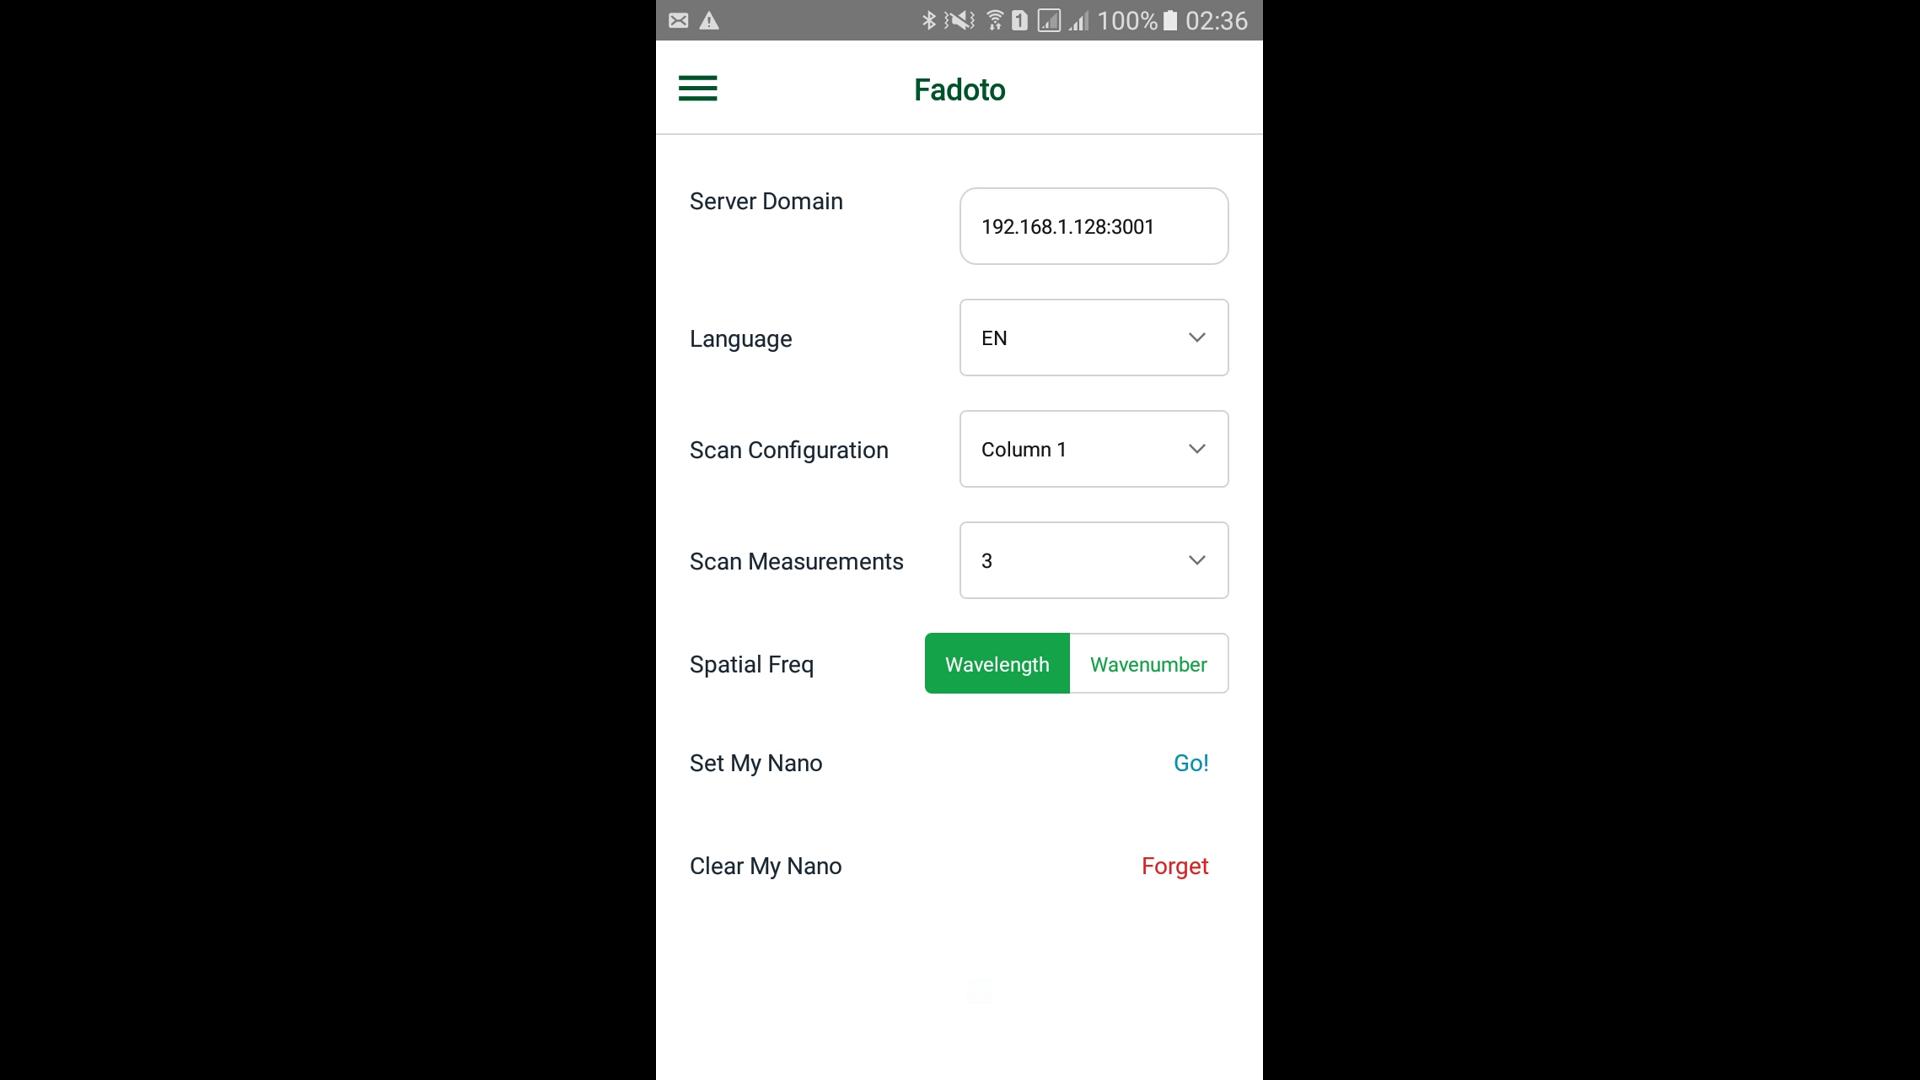 1 100% 02:36
Fadoto
Server Domain 192.168.1.128:3001
Language EN
Scan Configuration Column 1
Scan Measurements 3
Spatial Freq Wavelength Wavenumber
Set My Nano Go!
Clear My Nano Forget